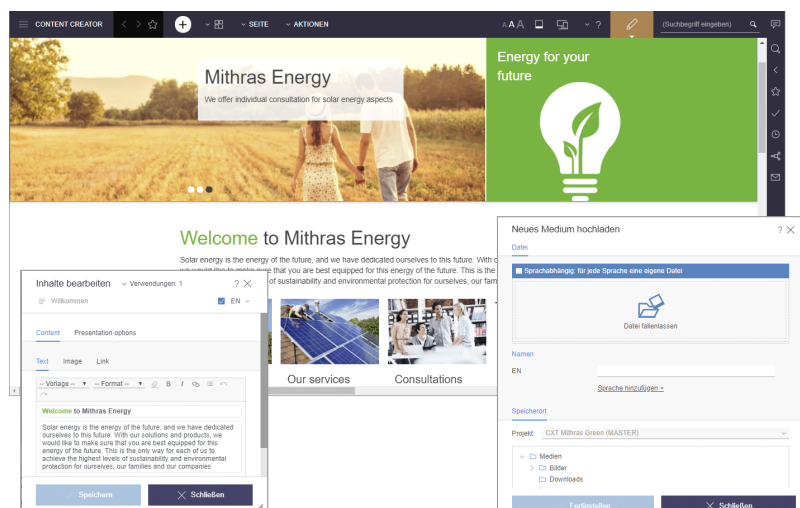 CONTENT CREATOR
SEITE
AKTIONEN
A A A
?
(Suchbegriff eingeben)
Mithras Energy
We offer individual consultation for solar energy aspects
Energy for your
future
Welcome to Mithras Energy
Solar energy is the energy of the future, and we have dedicated ourselves to this future. With
we would like to make sure that you are best equipped for this energy of the future. This is the
of sustainability and environmental protection for ourselves, our fam
Our services
Consultations
Inhalte bearbeiten
Verwendungen: 1
?
Willkommen
EN
Content
Presentation options
Text
Image
Link
-- Vorlage --
-- Format --
B
I
Welcome to Mithras Energy
Solar energy is the energy of the future, and we have dedicated
ourselves to this future. With our solutions and products, we
would like to make sure that you are best equipped for this
energy of the future. This is the only way for each of us to
achieve the highest levels of sustainability and environmental
protection for ourselves, our families and our companies
Speichern
Schließen
Neues Medium hochladen
?
Datei
Sprachabhängig: für jede Sprache eine eigene Datei
Datei fallenlassen
Namen
EN
Sprache hinzufügen
Speicherort
Projekt:
CXT Mithras Green (MASTER)
Medien
Bilder
Downloads
Fertigstellen
Schließen